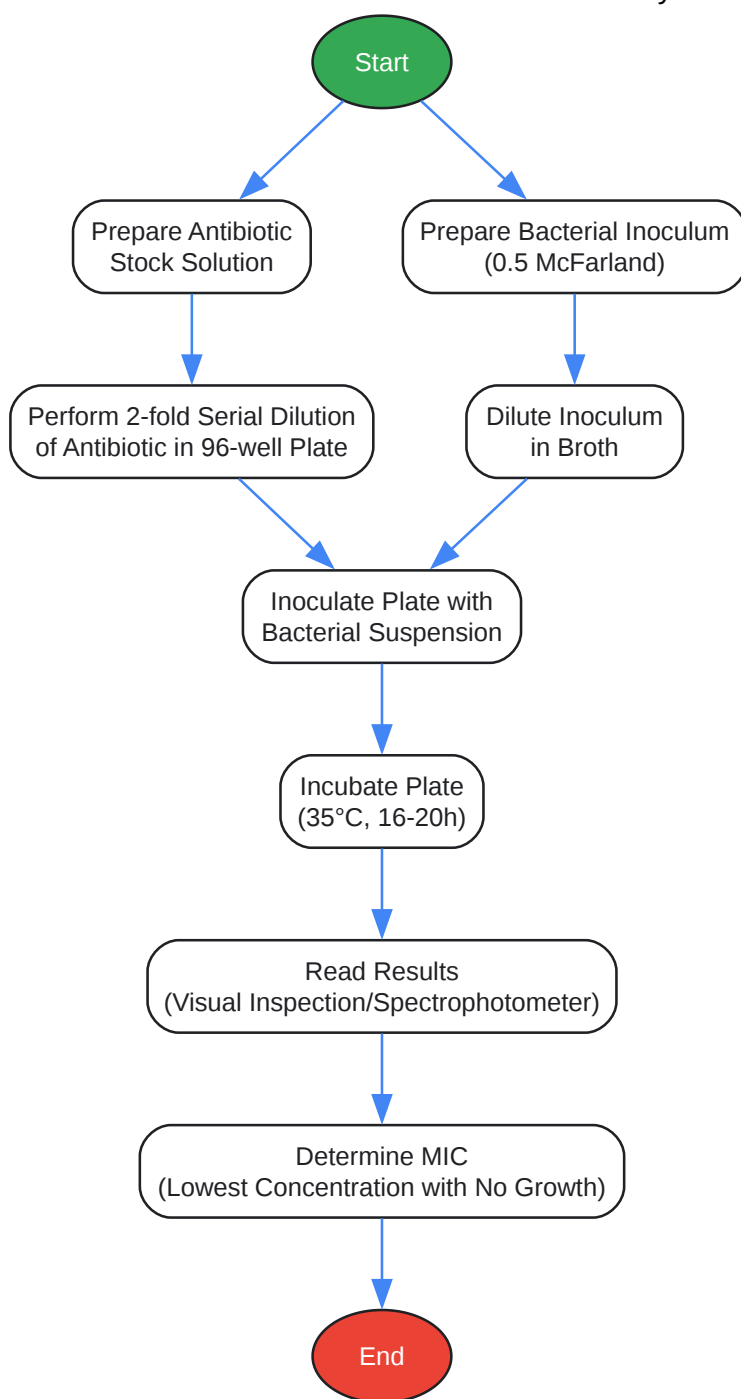 Start
Prepare Antibiotic
Stock Solution
Prepare Bacterial Inoculum
(0.5 McFarland)
Perform 2-fold Serial Dilution
of Antibiotic in 96-well Plate
Dilute Inoculum
in Broth
Inoculate Plate with
Bacterial Suspension
Incubate Plate
(35°C, 16-20h)
Read Results
(Visual Inspection/Spectrophotometer)
Determine MIC
(Lowest Concentration with No Growth)
End